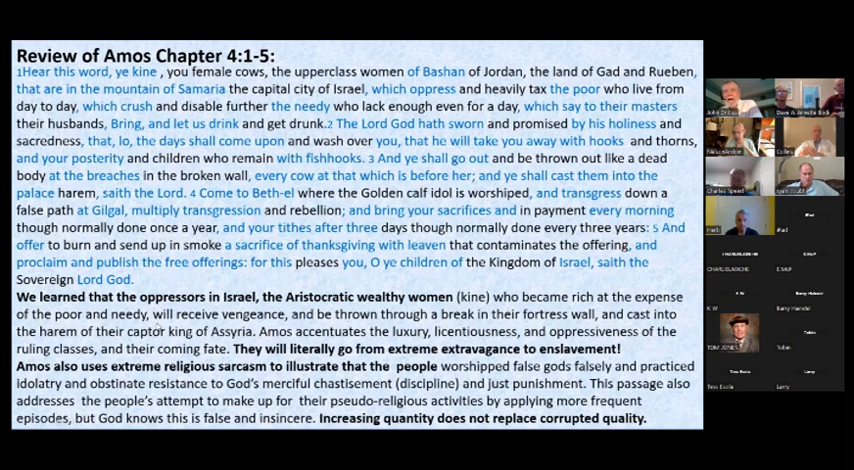 Review of Amos Chapter 4:1-5:
1Hear this word, ye kine , you female cows, the upperclass women of Bashan of Jordan, the land of Gad and Rueben,
that are in the mountain of Samaria the capital city of Israel, which oppress and heavily tax the poor who live from
day to day, which crush and disable further the needy who lack enough even for a day, which say to their masters
their husbands, Bring, and let us drink and get drunk.2 The Lord God hath sworn and promised by his holiness and
sacredness, that, lo, the days shall come upon and wash over you, that he will take you away with hooks and thorns,
and your posterity and children who remain with fishhooks. 3 And ye shall go out and be thrown out like a dead
body at the breaches in the broken wall, every cow at that which is before her; and ye shall cast them into the
palace harem, saith the Lord. 4 Come to Beth-el where the Golden calf idol is worshiped, and transgress down a
false path at Gilgal, multiply transgression and rebellion; and bring your sacrifices and in payment every morning
though normally done once a year, and your tithes after three days though normally done every three years: 5 And
offer to burn and send up in smoke a sacrifice of thanksgiving with leaven that contaminates the offering, and
proclaim and publish the free offerings: for this pleases you, O ye children of the Kingdom of Israel, saith the
Sovereign Lord God.
We learned that the oppressors in Israel, the Aristocratic wealthy women (kine) who became rich at the expense
of the poor and needy, will receive vengeance, and be thrown through a break in their fortress wall, and cast into
the harem of their captor king of Assyria. Amos accentuates the luxury, licentiousness, and oppressiveness of the
ruling classes, and their coming fate. They will literally go from extreme extravagance to enslavement!
Amos also uses extreme religious sarcasm to illustrate that the people worshipped false gods falsely and practiced
idolatry and obstinate resistance to God's merciful chastisement (discipline) and just punishment. This passage also
addresses the people's attempt to make up for their pseudo-religious activities by applying more frequent
episodes, but God knows this is false and insincere. Increasing quantity does not replace corrupted quality.
Charles Speed
Herb
iPad
iPad
CHARLIELARCHE
CHARLIELARCHE
K W
K W
Barry Handel
Barry Handel
TOM JONES
Tobin
Tobin
Larry
Larry